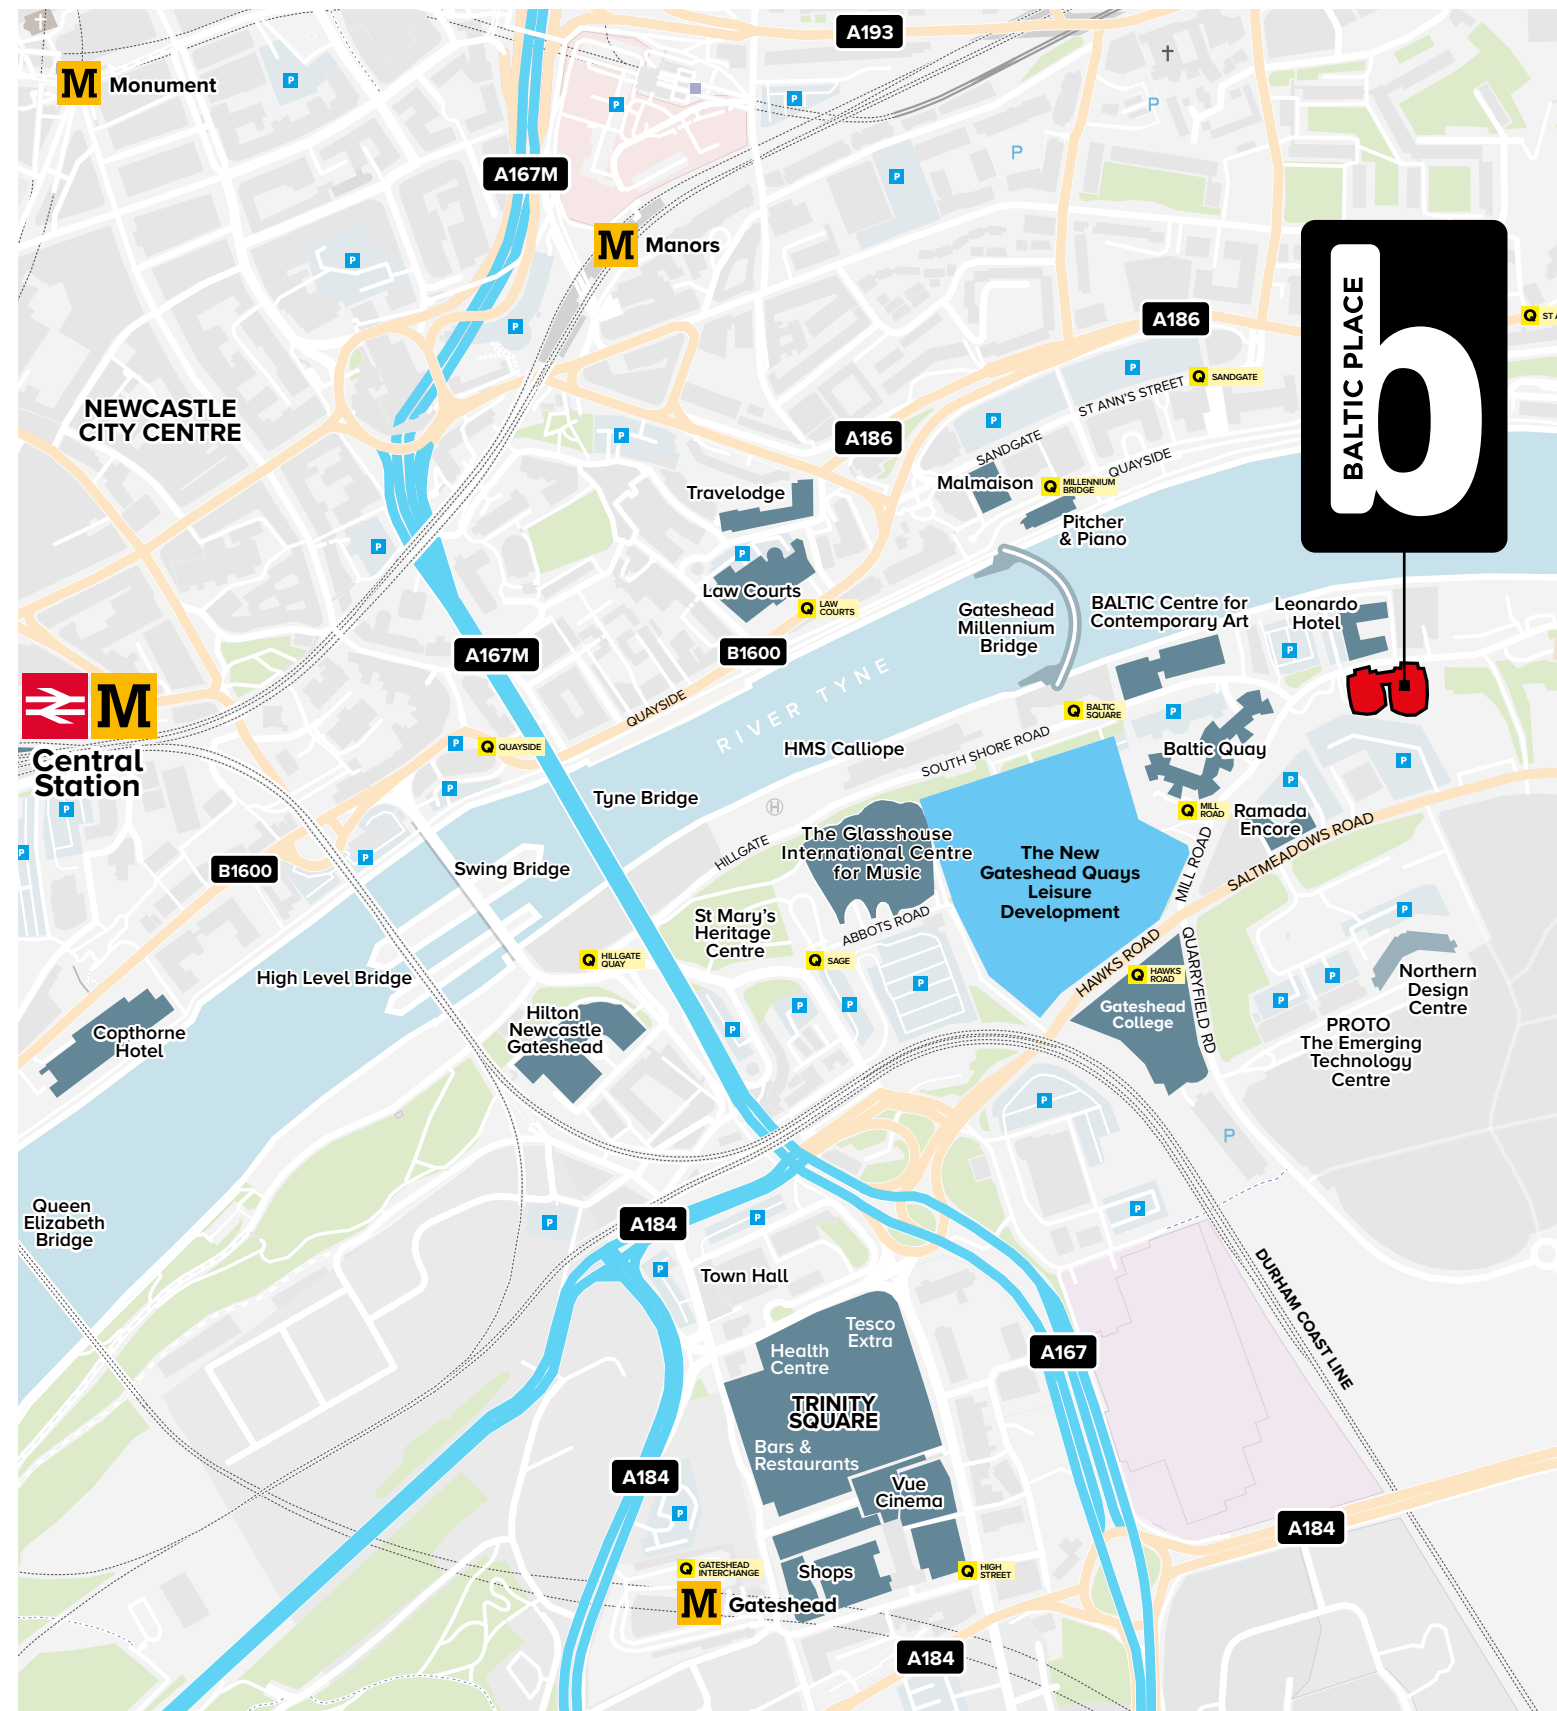 A193
M Monument
P
P
P
P
P
A167M
P
M Manors
P
BALTIC PLACE
b
A186
Q ST A
P
P
Q SANDGATE
ST ANN'S STREET
NEWCASTLE
CITY CENTRE
P
P
A186
SANDGATE
QUAYSIDE
Malmaison
Q MILLENNIUM
BRIDGE
Travelodge
Pitcher
& Piano
P
P
Law Courts
Q LAW
COURTS
Gateshead
Millennium
Bridge
BALTIC Centre for
Contemporary Art
Leonardo
Hotel
A167M
B1600
P
M
Central
Station
QUAYSIDE
RIVER TYNE
Q BALTIC
SQUARE
P
P
Q QUAYSIDE
HMS Calliope
SOUTH SHORE ROAD
Baltic Quay
P
P
P
Tyne Bridge
H
P
Q MILL
ROAD
Ramada
Encore
P
P
B1600
Swing Bridge
HILLGATE
The Glasshouse
International Centre
for Music
The New
Gateshead Quays
Leisure
Development
MILL ROAD
SALTMEADOWS ROAD
St Mary's
Heritage
Centre
ABBOTS ROAD
P
Q HILLGATE
QUAY
Q SAGE
HAWKS ROAD
QUARRYFIELD RD
High Level Bridge
P
Q HAWKS
ROAD
P
Northern
Design
Centre
P
P
P
Gateshead
College
Copthorne
Hotel
Hilton
Newcastle
Gateshead
P
PROTO
The Emerging
Technology
Centre
P
P
Queen
Elizabeth
Bridge
P
A184
P
P
P
Town Hall
DURHAM COAST LINE
Tesco
Extra
Health
Centre
A167
TRINITY
SQUARE
Bars &
Restaurants
A184
Vue
Cinema
P
A184
Q GATESHEAD
INTERCHANGE
Shops
Q HIGH
STREET
M Gateshead
A184